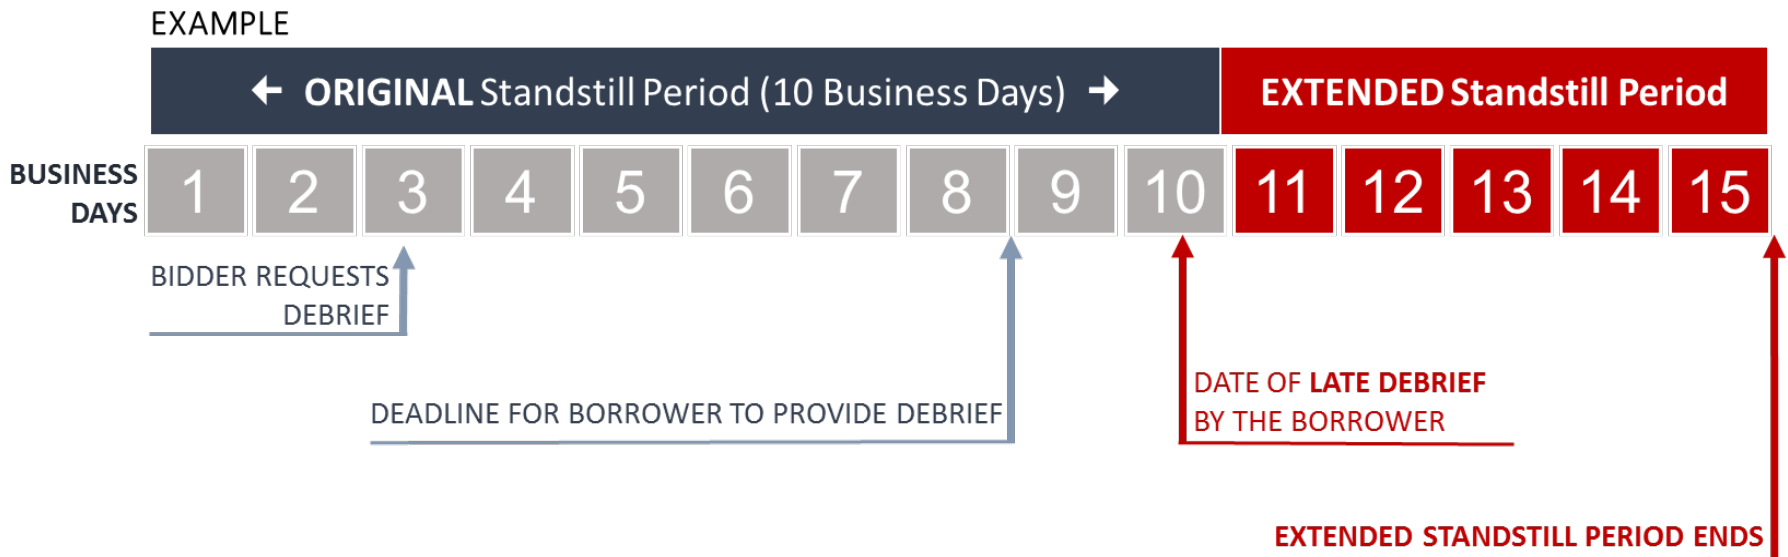 EXAMPLE
← ORIGINAL Standstill Period (10 Business Days) →
EXTENDED Standstill Period
BUSINESS
DAYS
1 2 3 4 5 6 7 8 9 10 11 12 13 14 15
BIDDER REQUESTS
DEBRIEF
DEADLINE FOR BORROWER TO PROVIDE DEBRIEF
DATE OF LATE DEBRIEF
BY THE BORROWER
EXTENDED STANDSTILL PERIOD ENDS